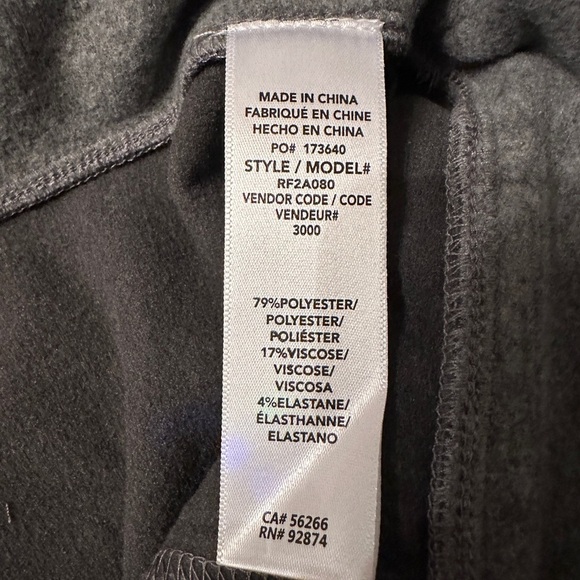 MADE IN CHINA
FABRIQUÉ EN CHINE
HECHO EN CHINA
PO# 173640
STYLE / MODEL#
RF2A080
VENDOR CODE / CODE
VENDEUR#
3000
79%POLYESTER/
POLYESTER/
POLIÉSTER
17%VISCOSE/
VISCOSE/
VISCOSA
4%ELASTANE/
ÉLASTHANNE/
ELASTANO
CA# 56266
RN# 92874